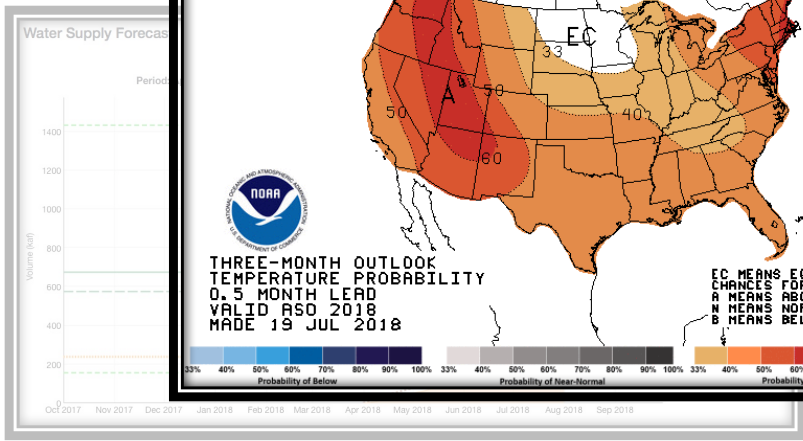 Water Supply Forecas
Period:
1400
1200
1000
800
600
400
200
0
Volume (kaf)
Oct 2017 Nov 2017 Dec 2017 Jan 2018 Feb 2018 Mar 2018 Apr 2018 May 2018 Jun 2018 Jul 2018 Aug 2018 Sep 2018
EC
33
A
50
50
40
60
NATIONAL OCEANIC AND ATMOSPHERIC ADMINISTRATION
NOAA
U.S. DEPARTMENT OF COMMERCE
THREE-MONTH OUTLOOK
TEMPERATURE PROBABILITY
0.5 MONTH LEAD
VALID ASO 2018
MADE 19 JUL 2018
EC MEANS EQ
CHANCES FOR
A MEANS ABO
N MEANS NOR
B MEANS BEL
33% 40% 50% 60% 70% 80% 90% 100%
Probability of Below
33% 40% 50% 60% 70% 80% 90% 100%
Probability of Near-Normal
33% 40% 50% 60%
Probability